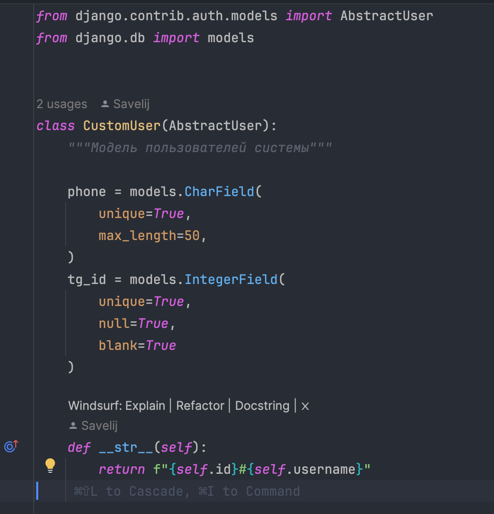 from django.contrib.auth.models import AbstractUser
from django.db import models
2 usages Savelij
class CustomUser(AbstractUser):
"""Модель пользователей системы"""
phone = models.CharField(
unique=True,
max_length=50,
)
tg_id = models.IntegerField(
unique=True,
null=True,
blank=True
)
Windsurf: Explain | Refactor | Docstring | ×
Savelij
def __str__(self):
return f"{self.id}#{self.username}"
⌘⇧L to Cascade, ⌘I to Command